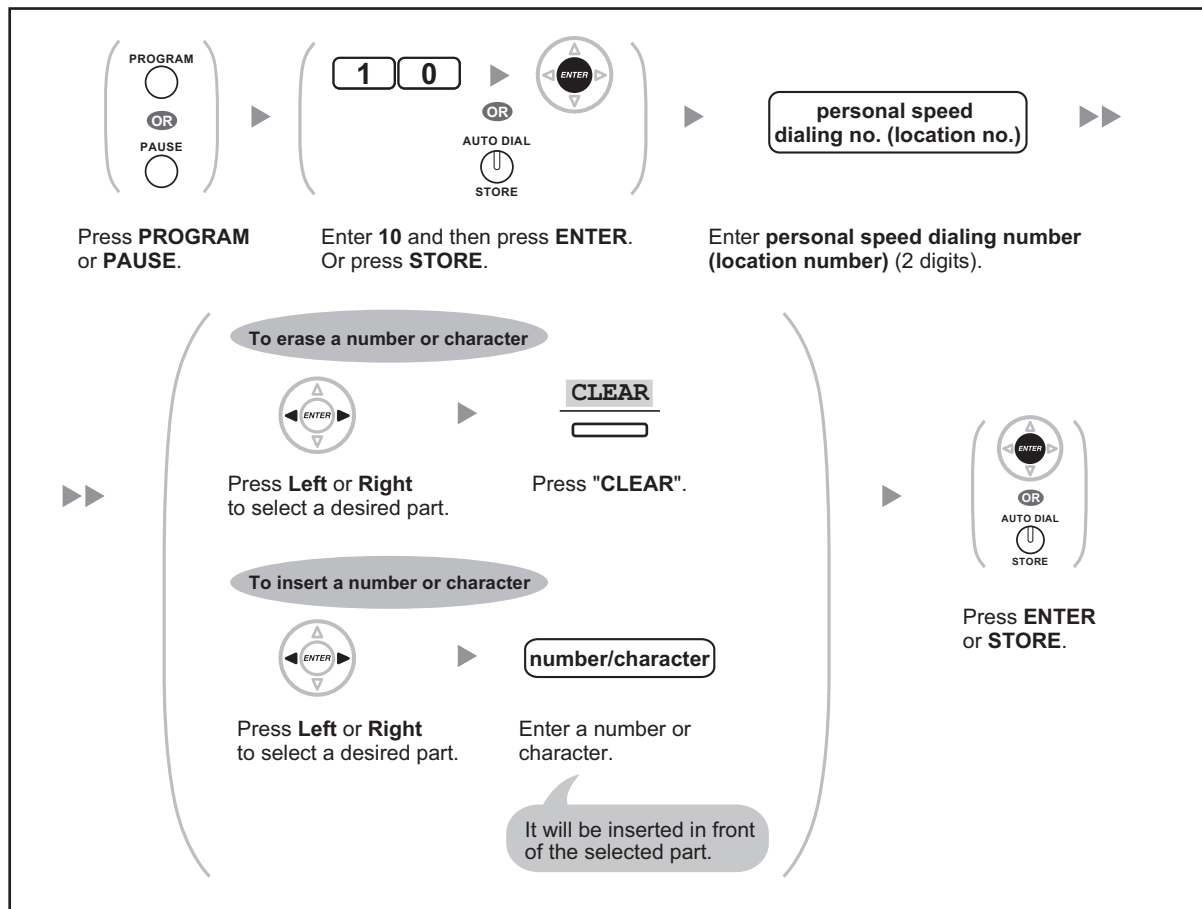 PROGRAM
OR
PAUSE
Press PROGRAM
or PAUSE.
1 0
ENTER
OR
AUTO DIAL
STORE
Enter 10 and then press ENTER.
Or press STORE.
personal speed
dialing no. (location no.)
Enter personal speed dialing number
(location number) (2 digits).
To erase a number or character
ENTER
Press Left or Right
to select a desired part.
CLEAR
Press "CLEAR".
To insert a number or character
ENTER
Press Left or Right
to select a desired part.
number/character
Enter a number or
character.
It will be inserted in front
of the selected part.
ENTER
OR
AUTO DIAL
STORE
Press ENTER
or STORE.